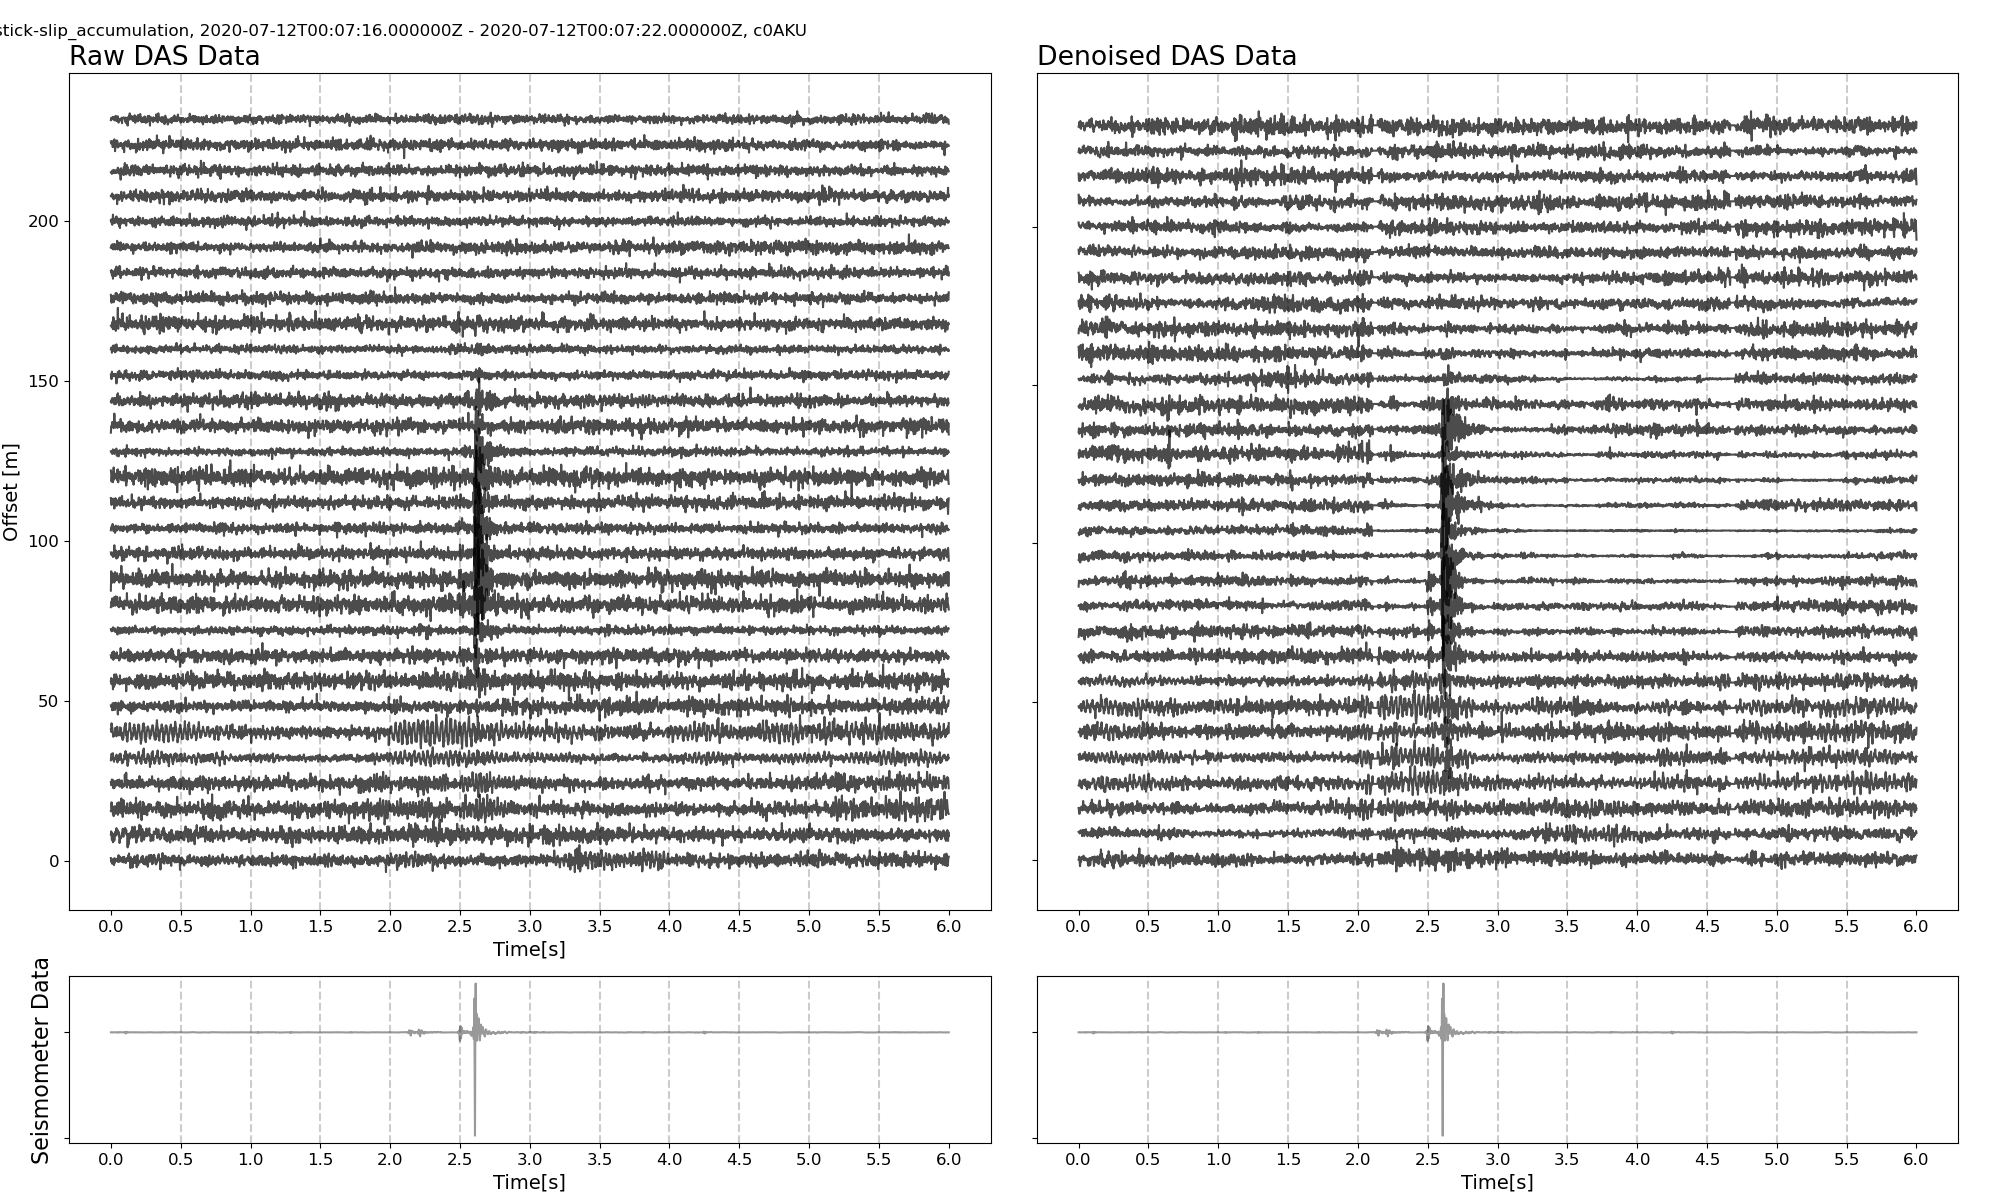 stick-slip_accumulation, 2020-07-12T00:07:16.000000Z - 2020-07-12T00:07:22.000000Z, c0AKU
Raw DAS Data
Denoised DAS Data
Offset [m]
200
150
100
50
0
0.0 0.5 1.0 1.5 2.0 2.5 3.0 3.5 4.0 4.5 5.0 5.5 6.0
Time[s]
0.0 0.5 1.0 1.5 2.0 2.5 3.0 3.5 4.0 4.5 5.0 5.5 6.0
Seismometer Data
0.0 0.5 1.0 1.5 2.0 2.5 3.0 3.5 4.0 4.5 5.0 5.5 6.0
Time[s]
0.0 0.5 1.0 1.5 2.0 2.5 3.0 3.5 4.0 4.5 5.0 5.5 6.0
Time[s]